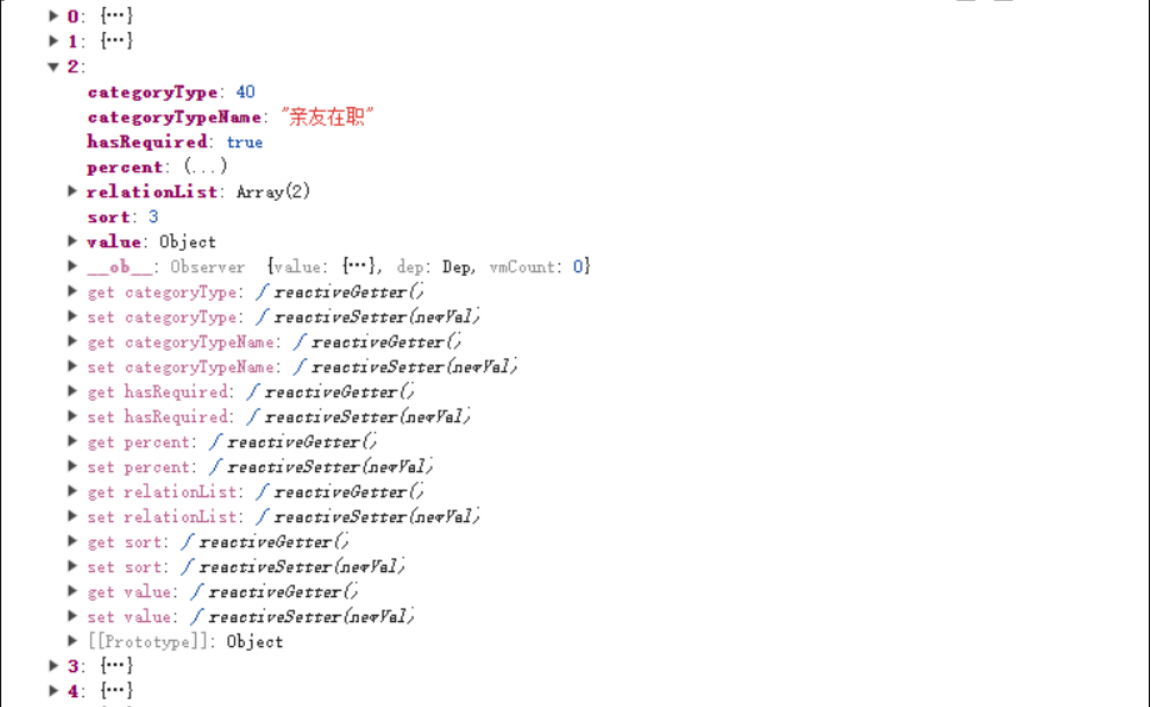 0: {…}
1: {…}
2:
categoryType: 40
categoryTypeName: "亲友在职"
hasRequired: true
percent: (...)
relationList: Array(2)
sort: 3
value: Object
__ob__: Observer {value: {…}, dep: Dep, vmCount: 0}
get categoryType: ƒ reactiveGetter()
set categoryType: ƒ reactiveSetter(newVal)
get categoryTypeName: ƒ reactiveGetter()
set categoryTypeName: ƒ reactiveSetter(newVal)
get hasRequired: ƒ reactiveGetter()
set hasRequired: ƒ reactiveSetter(newVal)
get percent: ƒ reactiveGetter()
set percent: ƒ reactiveSetter(newVal)
get relationList: ƒ reactiveGetter()
set relationList: ƒ reactiveSetter(newVal)
get sort: ƒ reactiveGetter()
set sort: ƒ reactiveSetter(newVal)
get value: ƒ reactiveGetter()
set value: ƒ reactiveSetter(newVal)
[[Prototype]]: Object
3: {…}
4: {…}